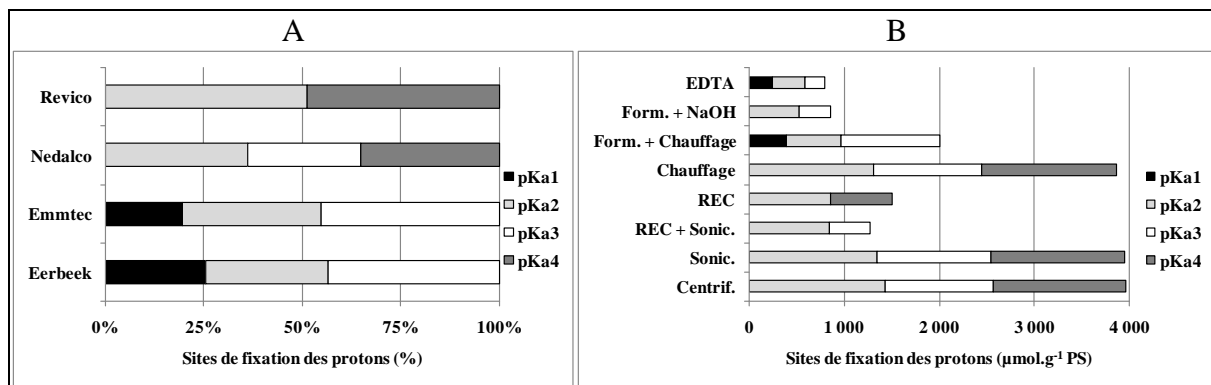 A
Revico
Nedalco
Emmtec
Eerbeek
pKa1
pKa2
pKa3
pKa4
0% 25% 50% 75% 100%
Sites de fixation des protons (%)
B
EDTA
Form. + NaOH
Form. + Chauffage
Chauffage
REC
REC + Sonic.
Sonic.
Centrif.
pKa1
pKa2
pKa3
pKa4
0 1 000 2 000 3 000 4 000
Sites de fixation des protons (µmol.g⁻¹ PS)